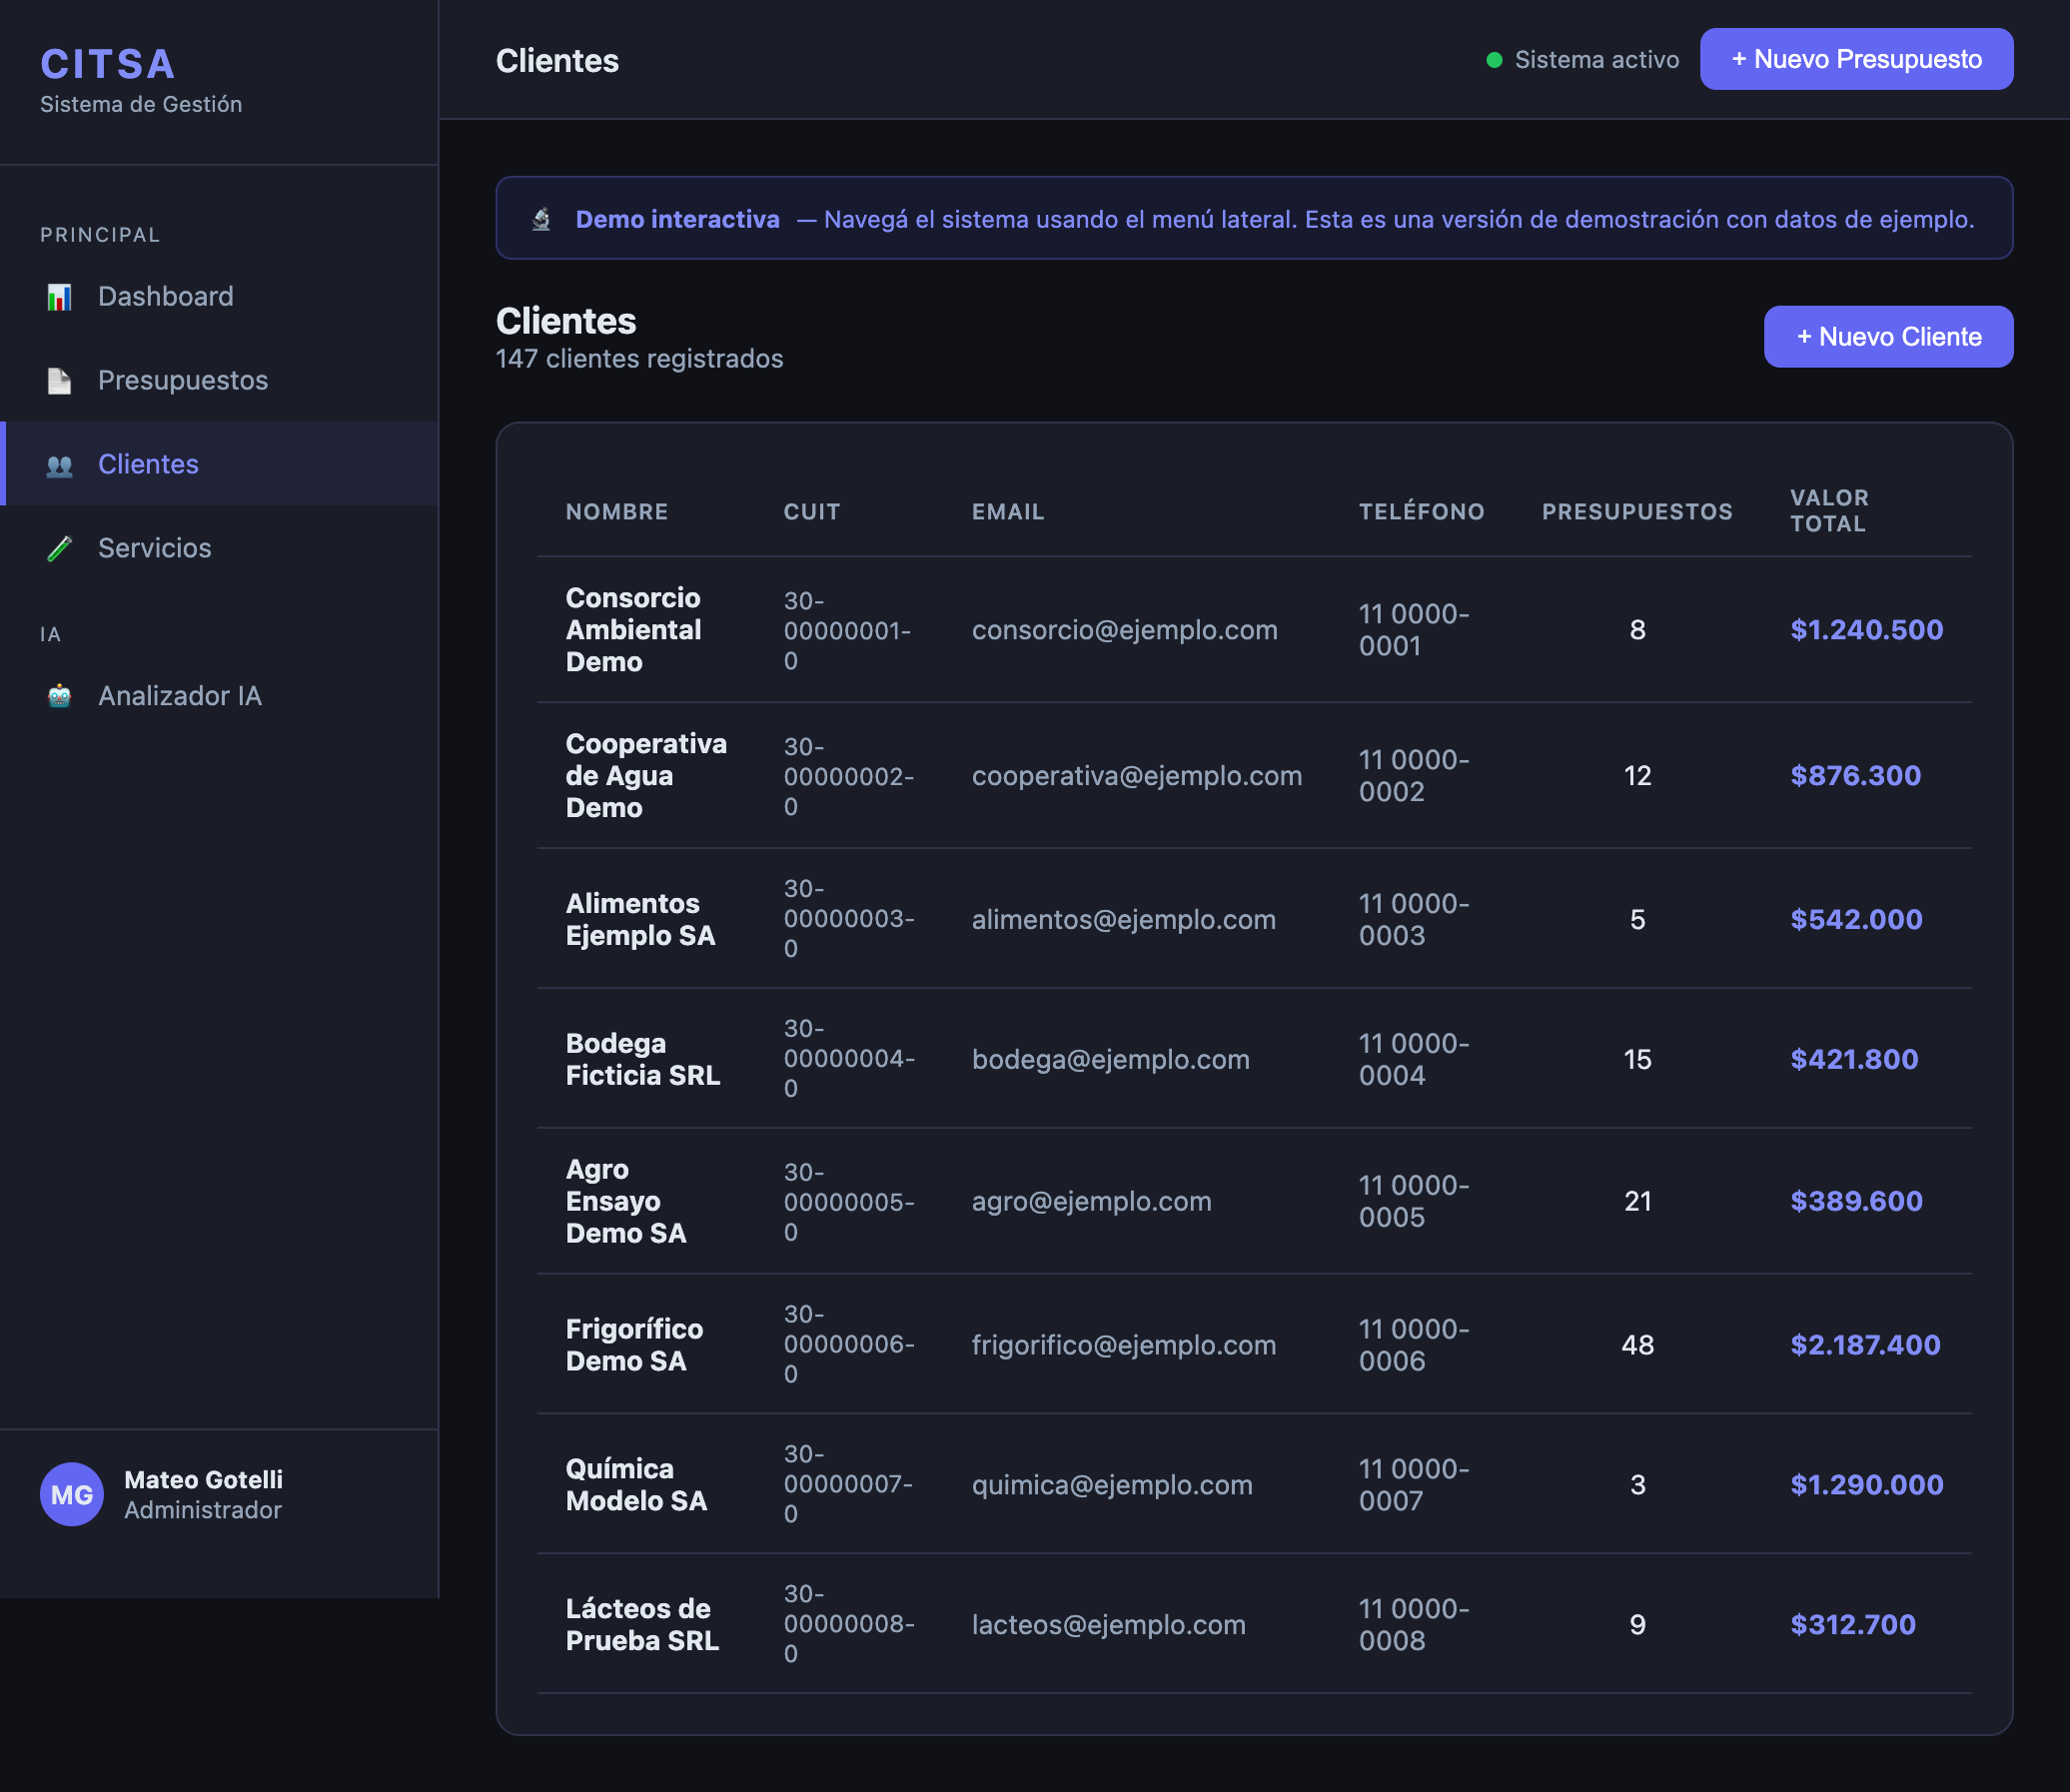 CITSA
Sistema de Gestión
PRINCIPAL
Dashboard
Presupuestos
Clientes
Servicios
IA
Analizador IA
MG
Mateo Gotelli
Administrador
Clientes
Sistema activo
+ Nuevo Presupuesto
Demo interactiva — Navegá el sistema usando el menú lateral. Esta es una versión de demostración con datos de ejemplo.
Clientes
147 clientes registrados
+ Nuevo Cliente
NOMBRE
CUIT
EMAIL
TELÉFONO
PRESUPUESTOS
VALOR
TOTAL
Consorcio
Ambiental
Demo
30-
00000001-
0
consorcio@ejemplo.com
11 0000-
0001
8
$1.240.500
Cooperativa
de Agua
Demo
30-
00000002-
0
cooperativa@ejemplo.com
11 0000-
0002
12
$876.300
Alimentos
Ejemplo SA
30-
00000003-
0
alimentos@ejemplo.com
11 0000-
0003
5
$542.000
Bodega
Ficticia SRL
30-
00000004-
0
bodega@ejemplo.com
11 0000-
0004
15
$421.800
Agro
Ensayo
Demo SA
30-
00000005-
0
agro@ejemplo.com
11 0000-
0005
21
$389.600
Frigorífico
Demo SA
30-
00000006-
0
frigorifico@ejemplo.com
11 0000-
0006
48
$2.187.400
Química
Modelo SA
30-
00000007-
0
quimica@ejemplo.com
11 0000-
0007
3
$1.290.000
Lácteos de
Prueba SRL
30-
00000008-
0
lacteos@ejemplo.com
11 0000-
0008
9
$312.700